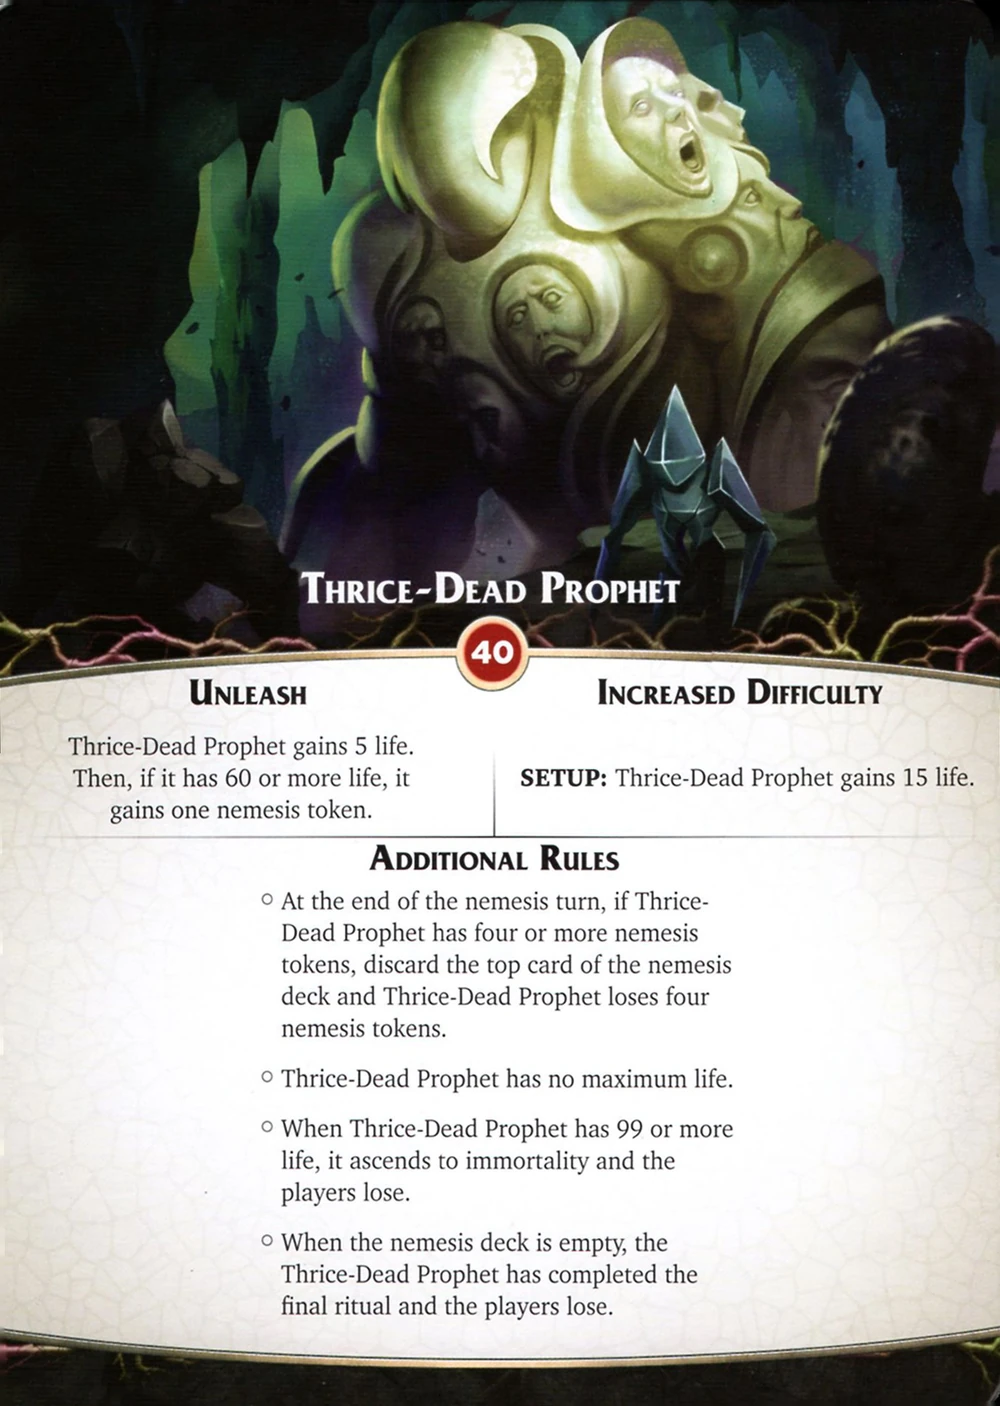 Thrice-Dead Prophet
40
Unleash
Thrice-Dead Prophet gains 5 life.
Then, if it has 60 or more life, it
gains one nemesis token.
Increased Difficulty
SETUP: Thrice-Dead Prophet gains 15 life.
Additional Rules
○ At the end of the nemesis turn, if Thrice-
Dead Prophet has four or more nemesis
tokens, discard the top card of the nemesis
deck and Thrice-Dead Prophet loses four
nemesis tokens.
○ Thrice-Dead Prophet has no maximum life.
○ When Thrice-Dead Prophet has 99 or more
life, it ascends to immortality and the
players lose.
○ When the nemesis deck is empty, the
Thrice-Dead Prophet has completed the
final ritual and the players lose.